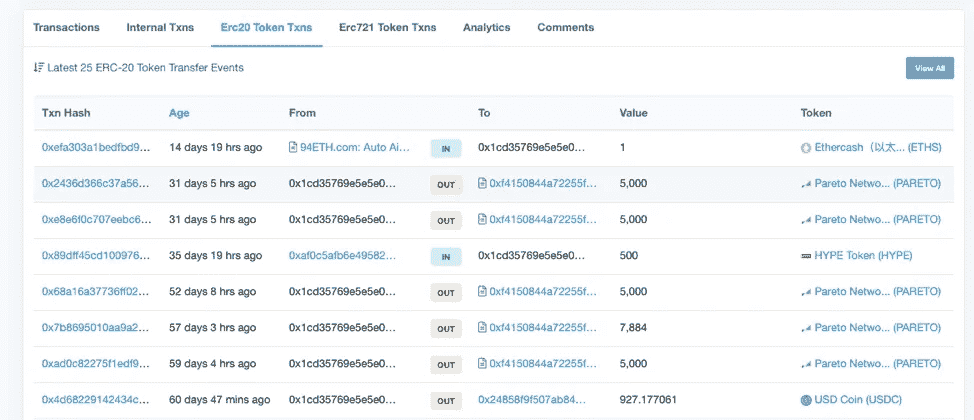 Transactions Internal Txns Erc20 Token Txns Erc721 Token Txns Analytics Comments
Latest 25 ERC-20 Token Transfer Events View All
Txn Hash Age From To Value Token
0xefa303a1bedfbd9... 14 days 19 hrs ago 94ETH.com: Auto Ai... IN 0x1cd35769e5e5e0... 1 Ethercash（以太... (ETHS)
0x2436d366c37a56... 31 days 5 hrs ago 0x1cd35769e5e5e0... OUT 0xf4150844a72255f... 5,000 Pareto Netwo... (PARETO)
0xe8e6f0c707eebc6... 31 days 5 hrs ago 0x1cd35769e5e5e0... OUT 0xf4150844a72255f... 5,000 Pareto Netwo... (PARETO)
0x89dff45cd100976... 35 days 19 hrs ago 0xaf0c5afb6e49582... IN 0x1cd35769e5e5e0... 500 HYPE Token (HYPE)
0x68a16a37736ff02... 52 days 8 hrs ago 0x1cd35769e5e5e0... OUT 0xf4150844a72255f... 5,000 Pareto Netwo... (PARETO)
0x7b8695010aa9a2... 57 days 3 hrs ago 0x1cd35769e5e5e0... OUT 0xf4150844a72255f... 7,884 Pareto Netwo... (PARETO)
0xad0c82275f1edf9... 59 days 4 hrs ago 0x1cd35769e5e5e0... OUT 0xf4150844a72255f... 5,000 Pareto Netwo... (PARETO)
0x4d68229142434c... 60 days 47 mins ago 0x1cd35769e5e5e0... OUT 0x24858f9f507ab84... 927.177061 USD Coin (USDC)